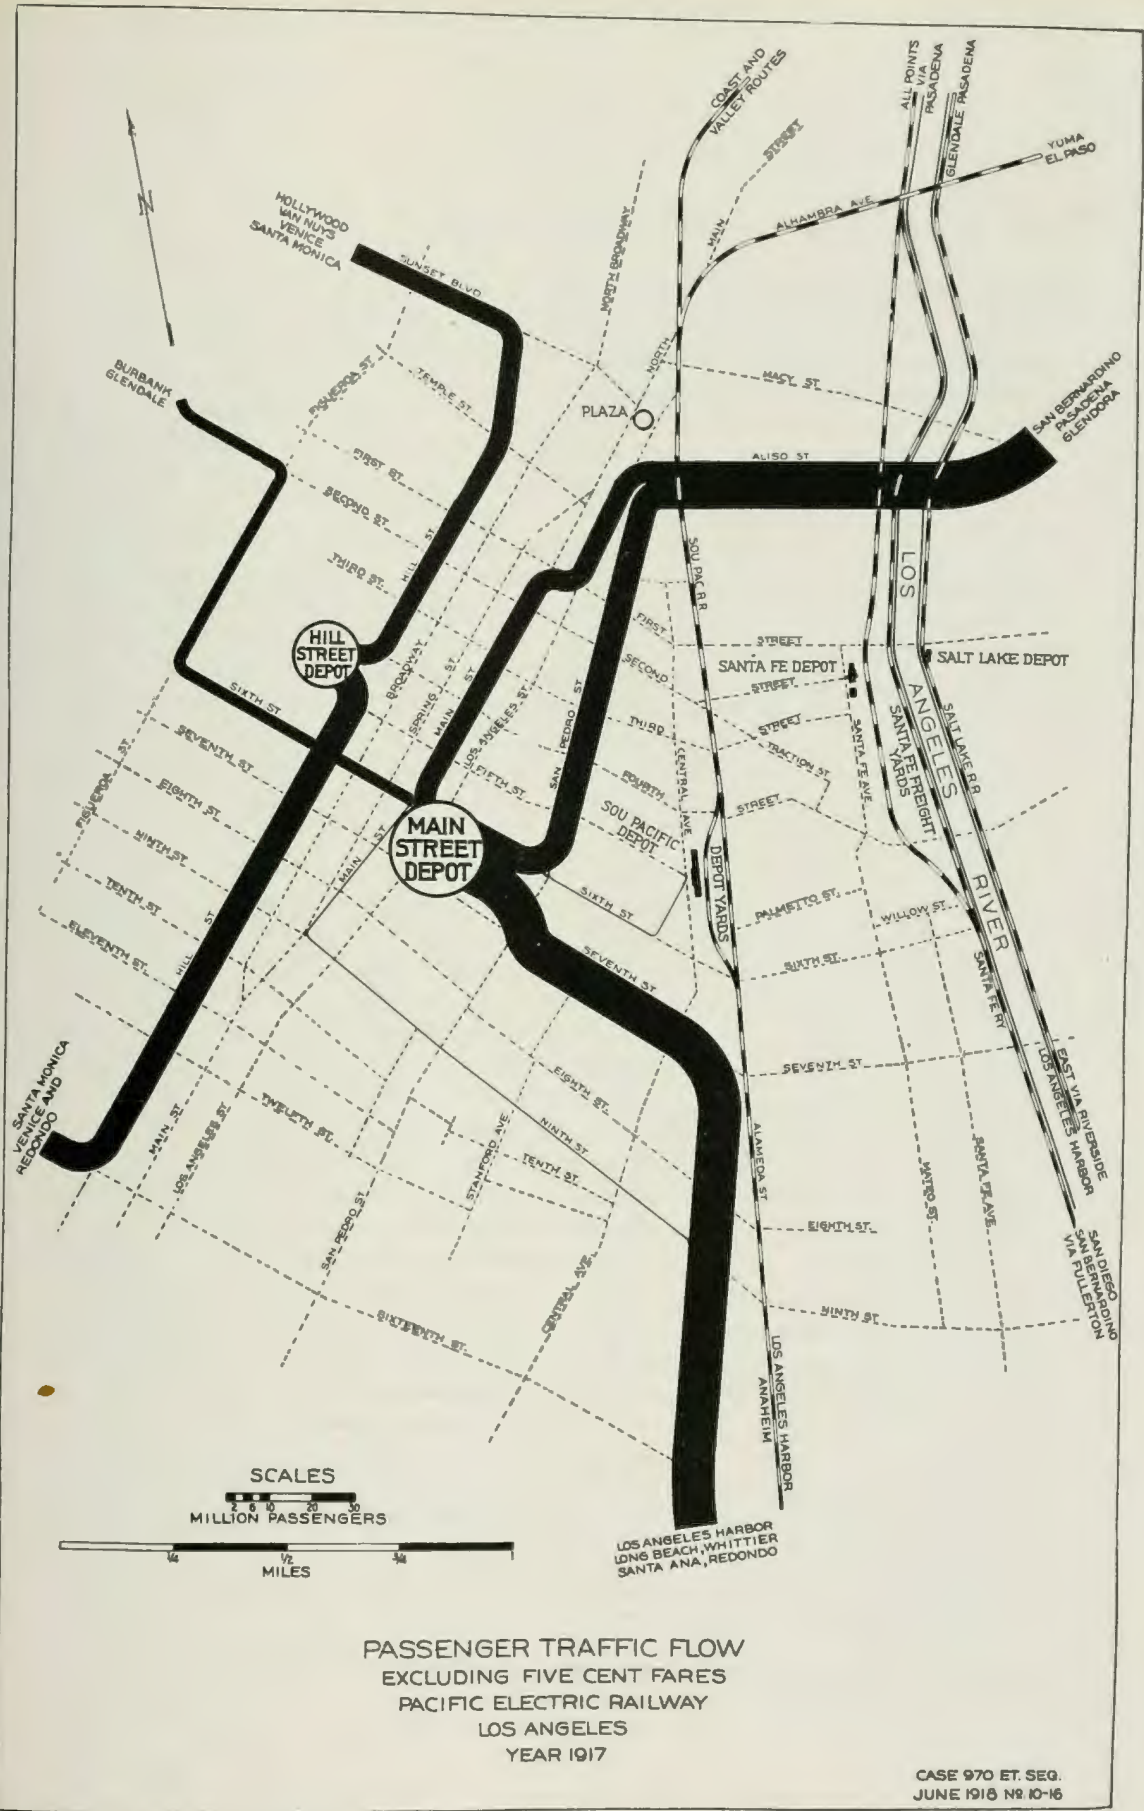 COAST AND
VALLEY ROUTES
ALL POINTS
VIA
PASADENA
GLENDALE PASADENA
YUMA
EL PASO
STREET
MAIN
NORTH
ALHAMBRA AVE
NORTH BROADWAY
N
HOLLYWOOD
VAN NUYS
VENICE
SANTA MONICA
SUNSET BLVD
BURBANK
GLENDALE
FIGUEROA ST
TEMPLE ST.
MACY ST
PLAZA
SAN BERNARDINO
PASADENA
GLENDORA
ALISO ST
FIRST ST.
SECOND ST.
THIRD ST.
HILL ST
SOU PAC R.R
LOS
ANGELES
RIVER
HILL
STREET
DEPOT
FIRST
STREET
SECOND
STREET
THIRD
STREET
FOURTH
STREET
SANTA FE DEPOT
SALT LAKE DEPOT
SIXTH ST
BROADWAY
SPRING ST
MAIN ST
LOS ANGELES ST
SAN PEDRO ST
CENTRAL AVE
TRACTION ST
SANTA FE AVE
SANTA FE FREIGHT
YARDS
SALT LAKE R.R
FIGUEROA ST
SEVENTH ST.
EIGHTH ST.
NINTH ST.
TENTH ST.
ELEVENTH ST.
FIFTH ST
MAIN
STREET
DEPOT
MAIN ST
SOU PACIFIC
DEPOT
DEPOT YARDS
SIXTH ST
PALMETTO ST.
WILLOW ST
SIXTH ST.
SANTA FE RY
HILL ST
SEVENTH ST
SEVENTH ST
EAST VIA RIVERSIDE
LOS ANGELES HARBOR
SANTA MONICA
VENICE AND
REDONDO
MAIN ST
LOS ANGELES ST
TWELFTH ST.
EIGHTH ST.
NINTH ST
TENTH ST
STANFORD AVE
SAN PEDRO ST
ALAMEDA ST
MATEO ST.
SANTA FE AVE
EIGHTH ST.
SAN DIEGO
SAN BERNARDINO
VIA FULLERTON
CENTRAL AVE
SIXTEENTH ST.
NINTH ST
LOS ANGELES HARBOR
ANAHEIM
SCALES
2 6 10 20 30
MILLION PASSENGERS
1/4 1/2 3/4 1
MILES
LOS ANGELES HARBOR
LONG BEACH, WHITTIER
SANTA ANA, REDONDO
PASSENGER TRAFFIC FLOW
EXCLUDING FIVE CENT FARES
PACIFIC ELECTRIC RAILWAY
LOS ANGELES
YEAR 1917
CASE 970 ET. SEQ.
JUNE 1918 Nº 10-16